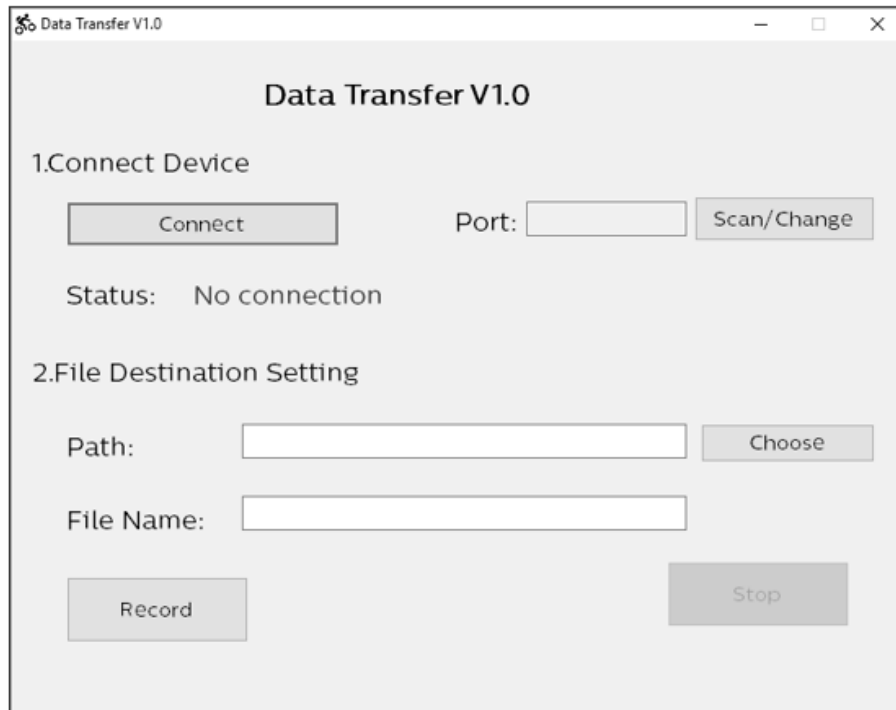 Data Transfer V1.0
Data Transfer V1.0
1.Connect Device
Connect
Port:
Scan/Change
Status: No connection
2.File Destination Setting
Path:
Choose
File Name:
Record
Stop